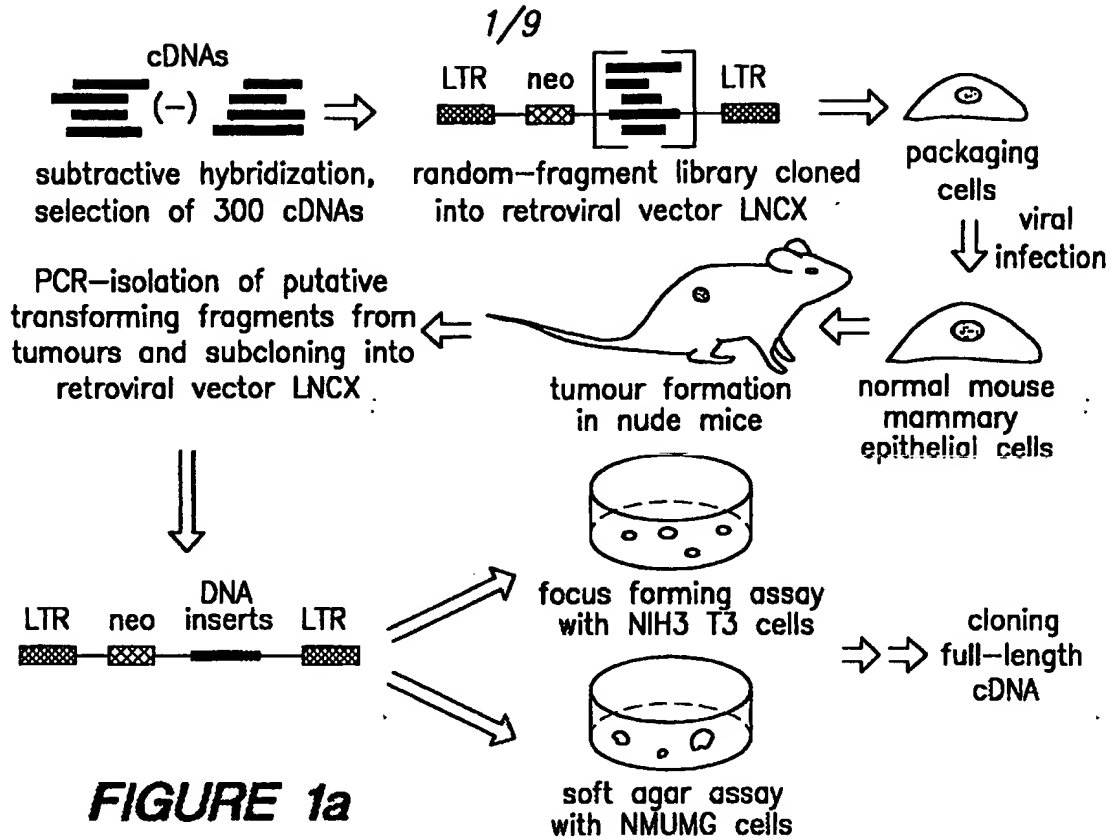 1/9
cDNAs
(-)
LTR neo LTR
subtractive hybridization,
selection of 300 cDNAs
random-fragment library cloned
into retroviral vector LNCX
packaging
cells
viral
infection
normal mouse
mammary
epithelial cells
tumour formation
in nude mice
PCR-isolation of putative
transforming fragments from
tumours and subcloning into
retroviral vector LNCX
LTR neo DNA
inserts LTR
focus forming assay
with NIH3 T3 cells
soft agar assay
with NMUMG cells
cloning
full-length
cDNA
FIGURE 1a